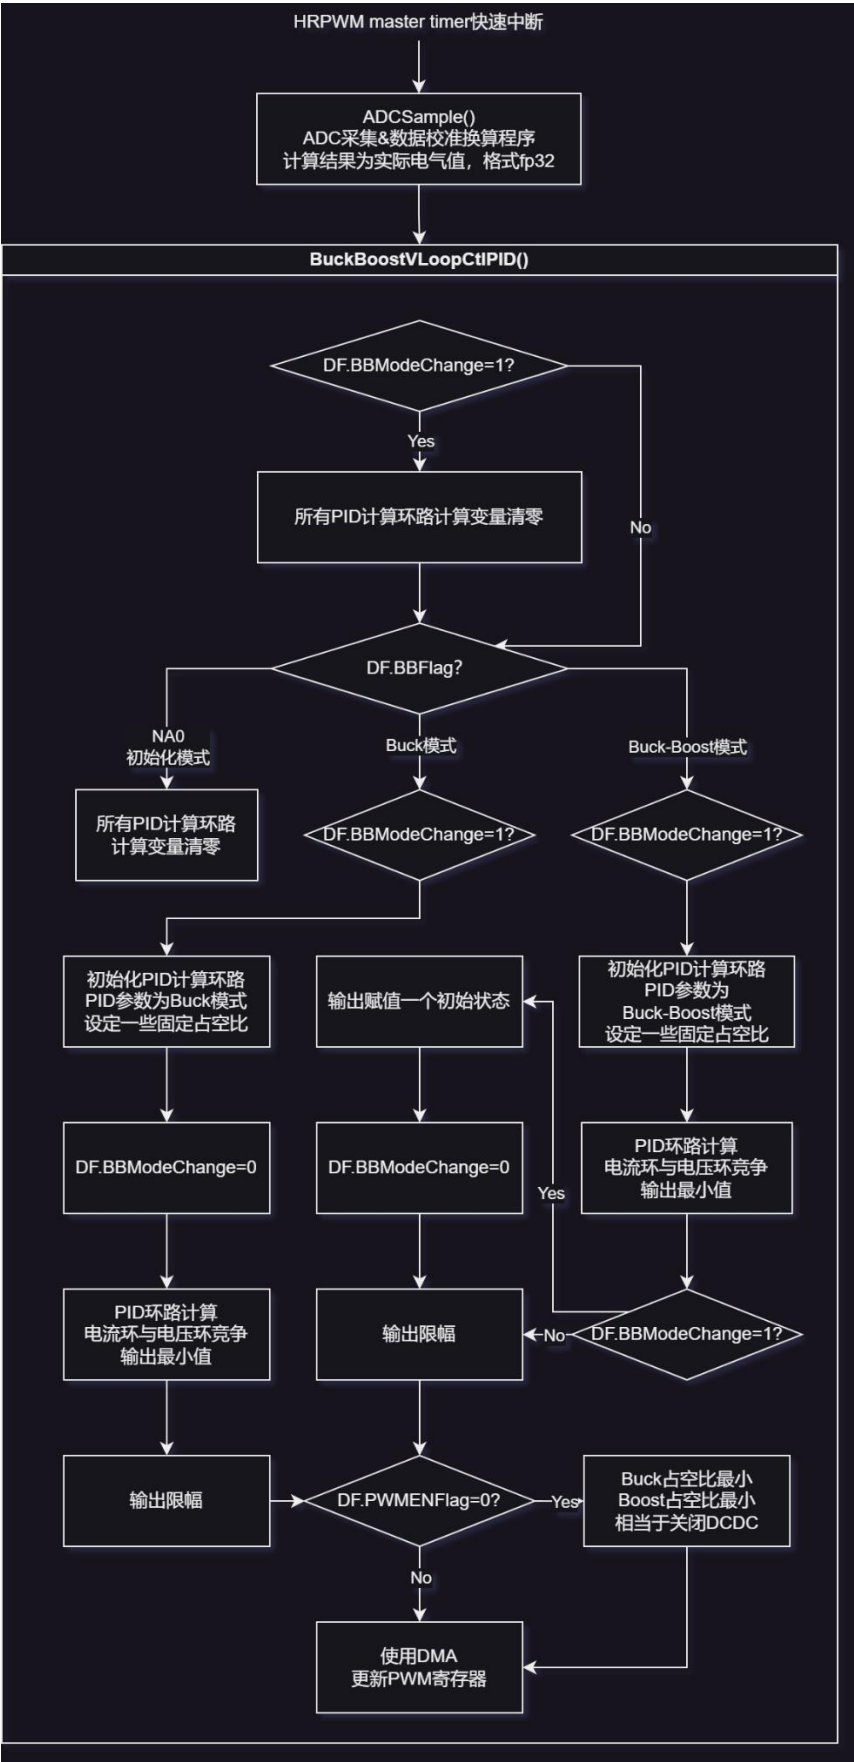 HRPWM master timer快速中断
ADCSample()
ADC采集&数据校准换算程序
计算结果为实际电气值，格式fp32
BuckBoostVLoopCtlPID()
DF.BBModeChange=1?
Yes
所有PID计算环路计算变量清零
No
DF.BBFlag?
NA0
初始化模式
Buck模式
Buck-Boost模式
所有PID计算环路
计算变量清零
DF.BBModeChange=1?
DF.BBModeChange=1?
初始化PID计算环路
PID参数为Buck模式
设定一些固定占空比
输出赋值一个初始状态
初始化PID计算环路
PID参数为
Buck-Boost模式
设定一些固定占空比
DF.BBModeChange=0
DF.BBModeChange=0
PID环路计算
电流环与电压环竞争
输出最小值
Yes
PID环路计算
电流环与电压环竞争
输出最小值
输出限幅
No
DF.BBModeChange=1?
输出限幅
DF.PWMENFlag=0?
Yes
Buck占空比最小
Boost占空比最小
相当于关闭DCDC
No
使用DMA
更新PWM寄存器